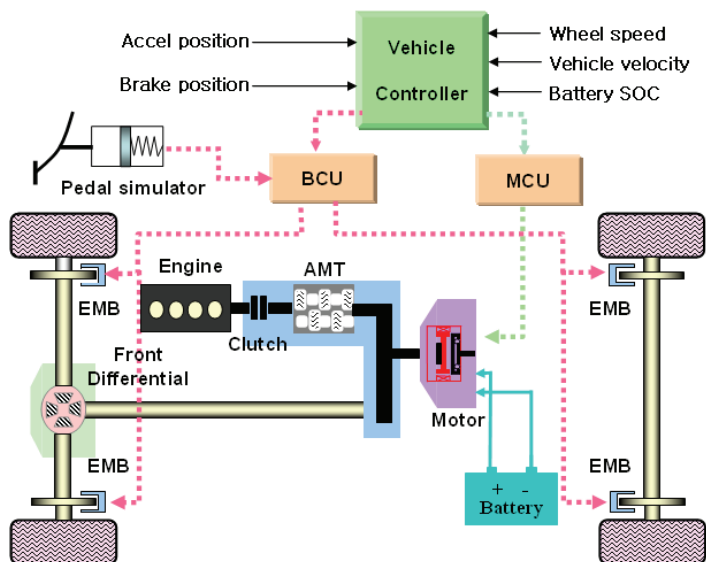 Accel position
Brake position
Vehicle
Controller
Wheel speed
Vehicle velocity
Battery SOC
Pedal simulator
BCU
MCU
EMB
Engine
AMT
EMB
Clutch
Front
Differential
Motor
EMB
EMB
+ -
Battery